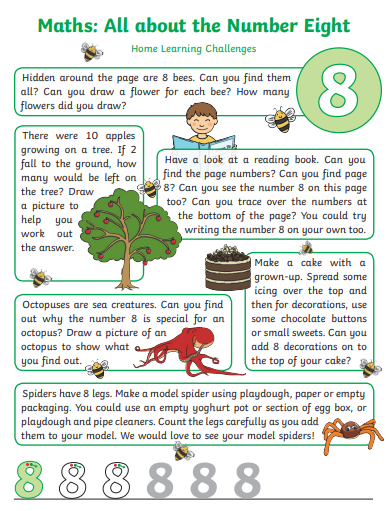 Maths: All about the Number Eight
Home Learning Challenges
8
Hidden around the page are 8 bees. Can you find them
all? Can you draw a flower for each bee? How many
flowers did you draw?
There were 10 apples
growing on a tree. If 2
fall to the ground, how
many would be left on
the tree? Draw
a picture to
help you
work out
the answer.
Have a look at a reading book. Can you
find the page numbers? Can you find page
8? Can you see the number 8 on this page
too? Can you trace over the numbers at
the bottom of the page? You could try
writing the number 8 on your own too.
Make a cake with a
grown-up. Spread some
icing over the top and
then for decorations, use
some chocolate buttons
or small sweets. Can you
add 8 decorations on to
the top of your cake?
Octopuses are sea creatures. Can you find
out why the number 8 is special for an
octopus? Draw a picture of an
octopus to show what
you find out.
Spiders have 8 legs. Make a model spider using playdough, paper or empty
packaging. You could use an empty yoghurt pot or section of egg box, or
playdough and pipe cleaners. Count the legs carefully as you add
them to your model. We would love to see your model spiders!
8 8 8 8 8 8